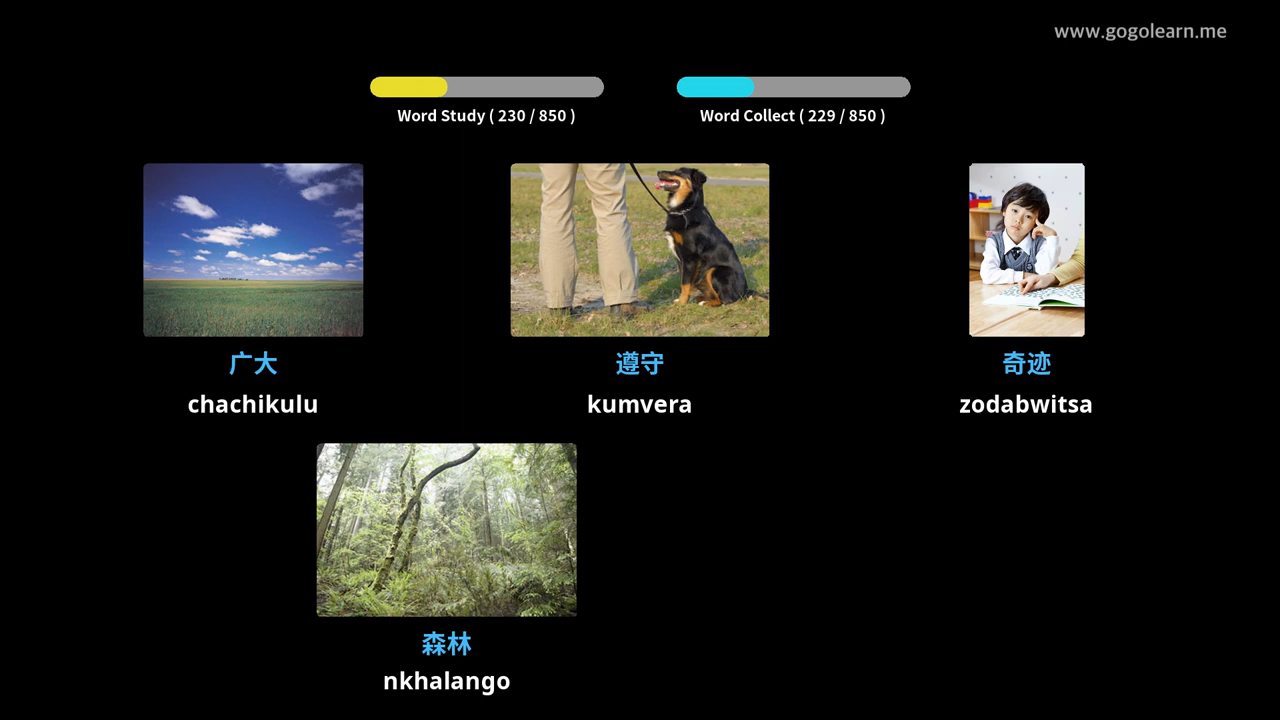 www.gogolearn.me
Word Study ( 230 / 850 )
Word Collect ( 229 / 850 )
广大
chachikulu
遵守
kumvera
奇迹
zodabwitsa
森林
nkhalango